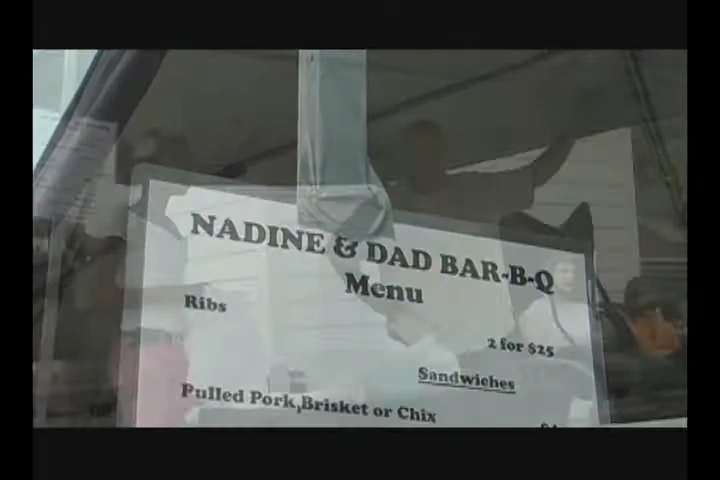 NADINE & DAD BAR-B-Q
Menu
Ribs
2 for $25
Sandwiches
Pulled Pork,Brisket or Chix